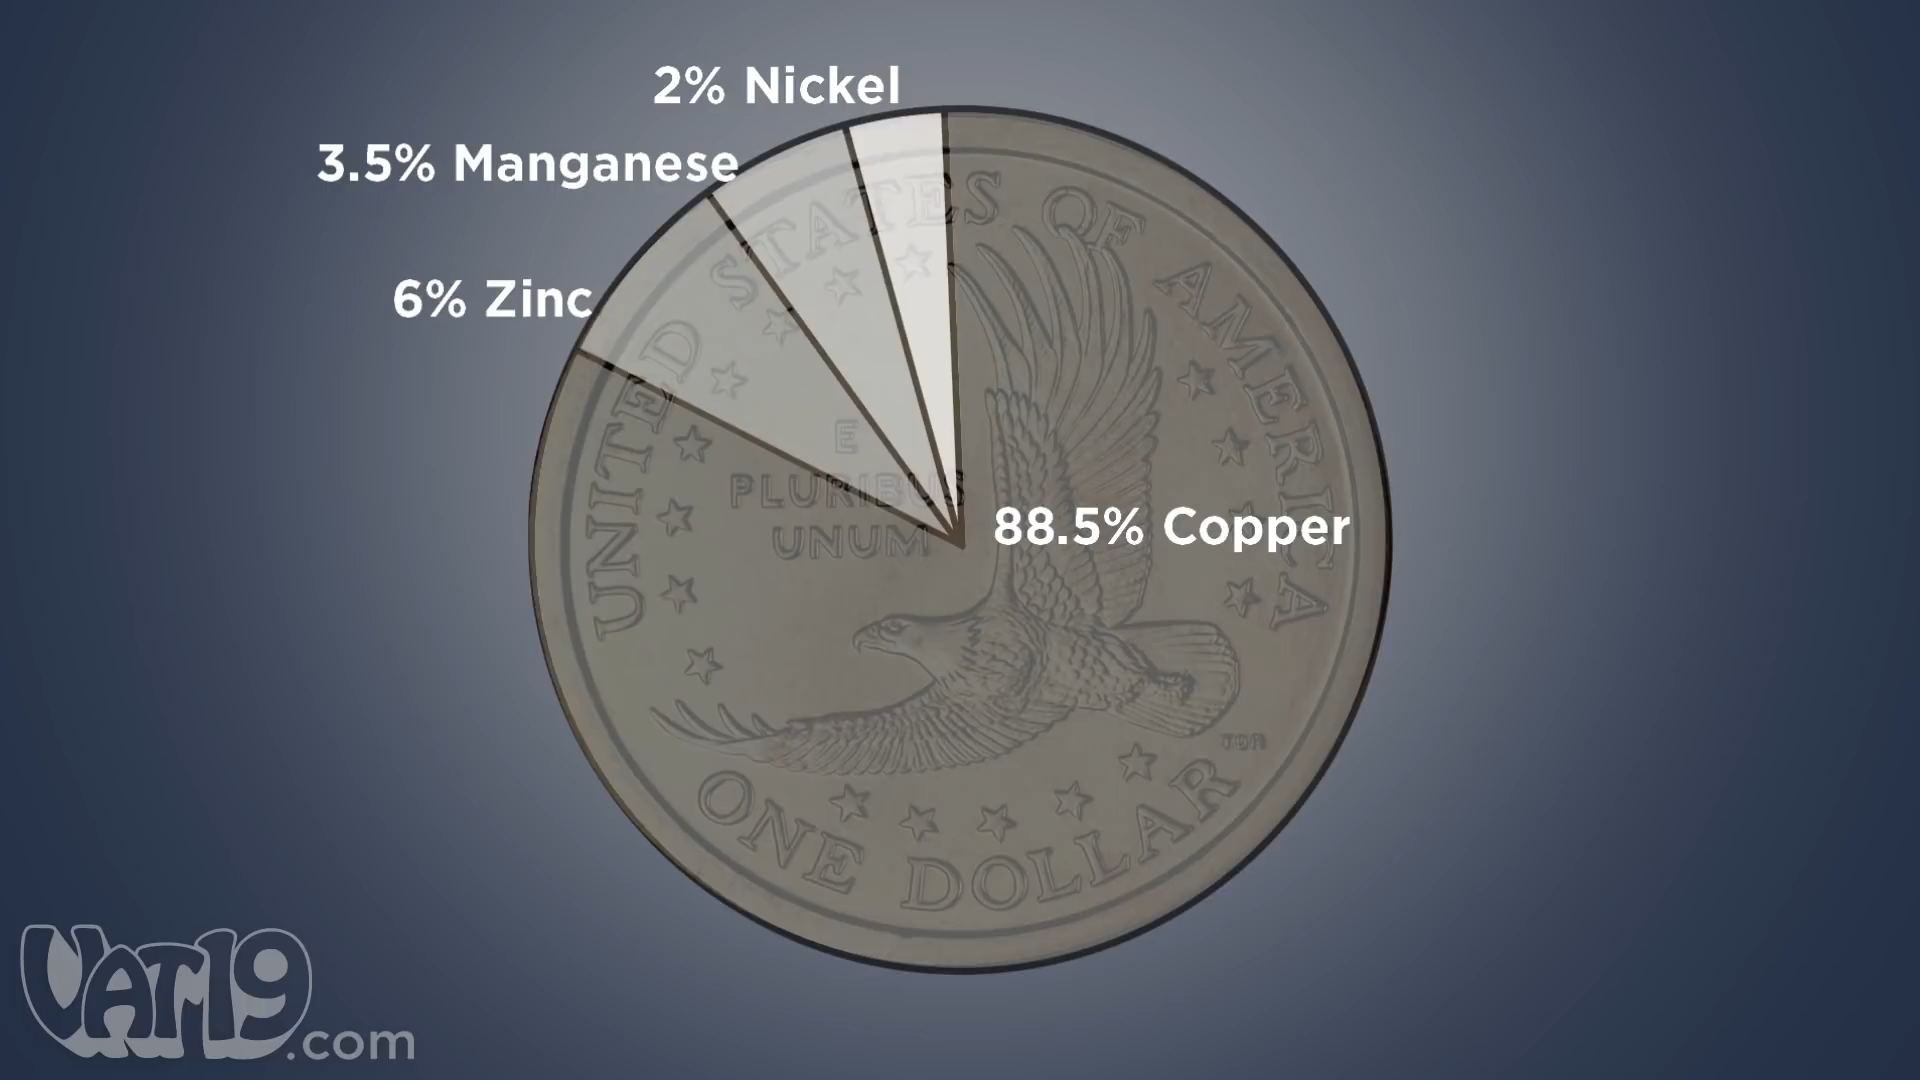 2% Nickel
3.5% Manganese
6% Zinc
88.5% Copper
UNITED STATES OF AMERICA
E
PLURIBUS
UNUM
ONE DOLLAR
VAT19.com